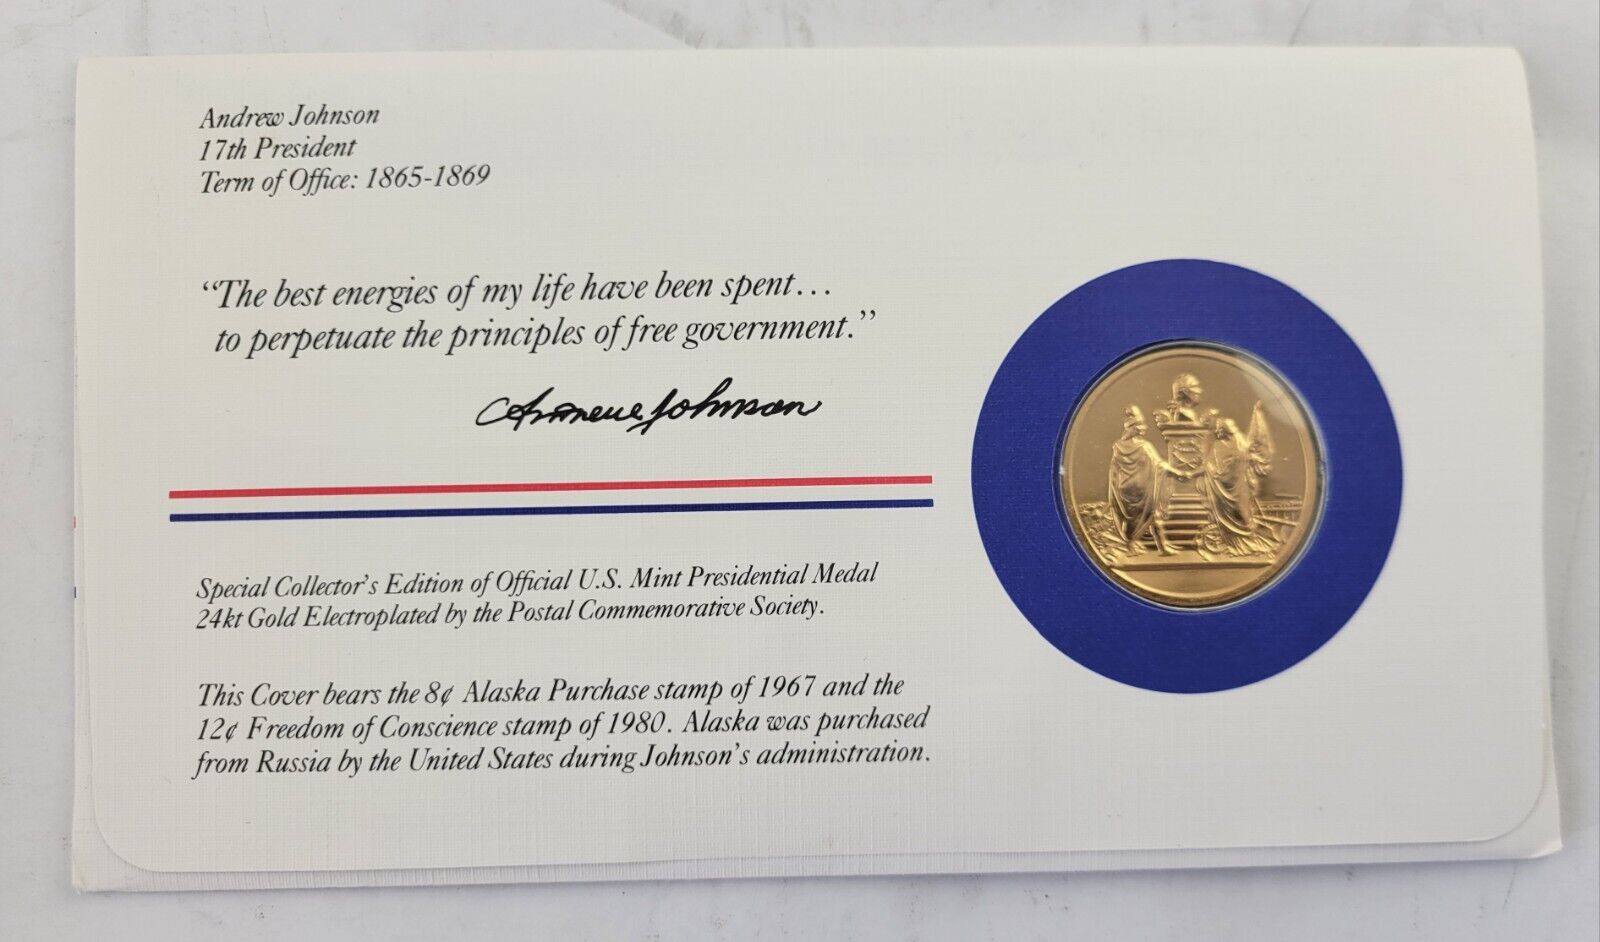 Andrew Johnson
17th President
Term of Office: 1865-1869
“The best energies of my life have been spent...
to perpetuate the principles of free government.”
Andrew Johnson
Special Collector's Edition of Official U.S. Mint Presidential Medal
24kt Gold Electroplated by the Postal Commemorative Society.
This Cover bears the 8¢ Alaska Purchase stamp of 1967 and the
12¢ Freedom of Conscience stamp of 1980. Alaska was purchased
from Russia by the United States during Johnson's administration.